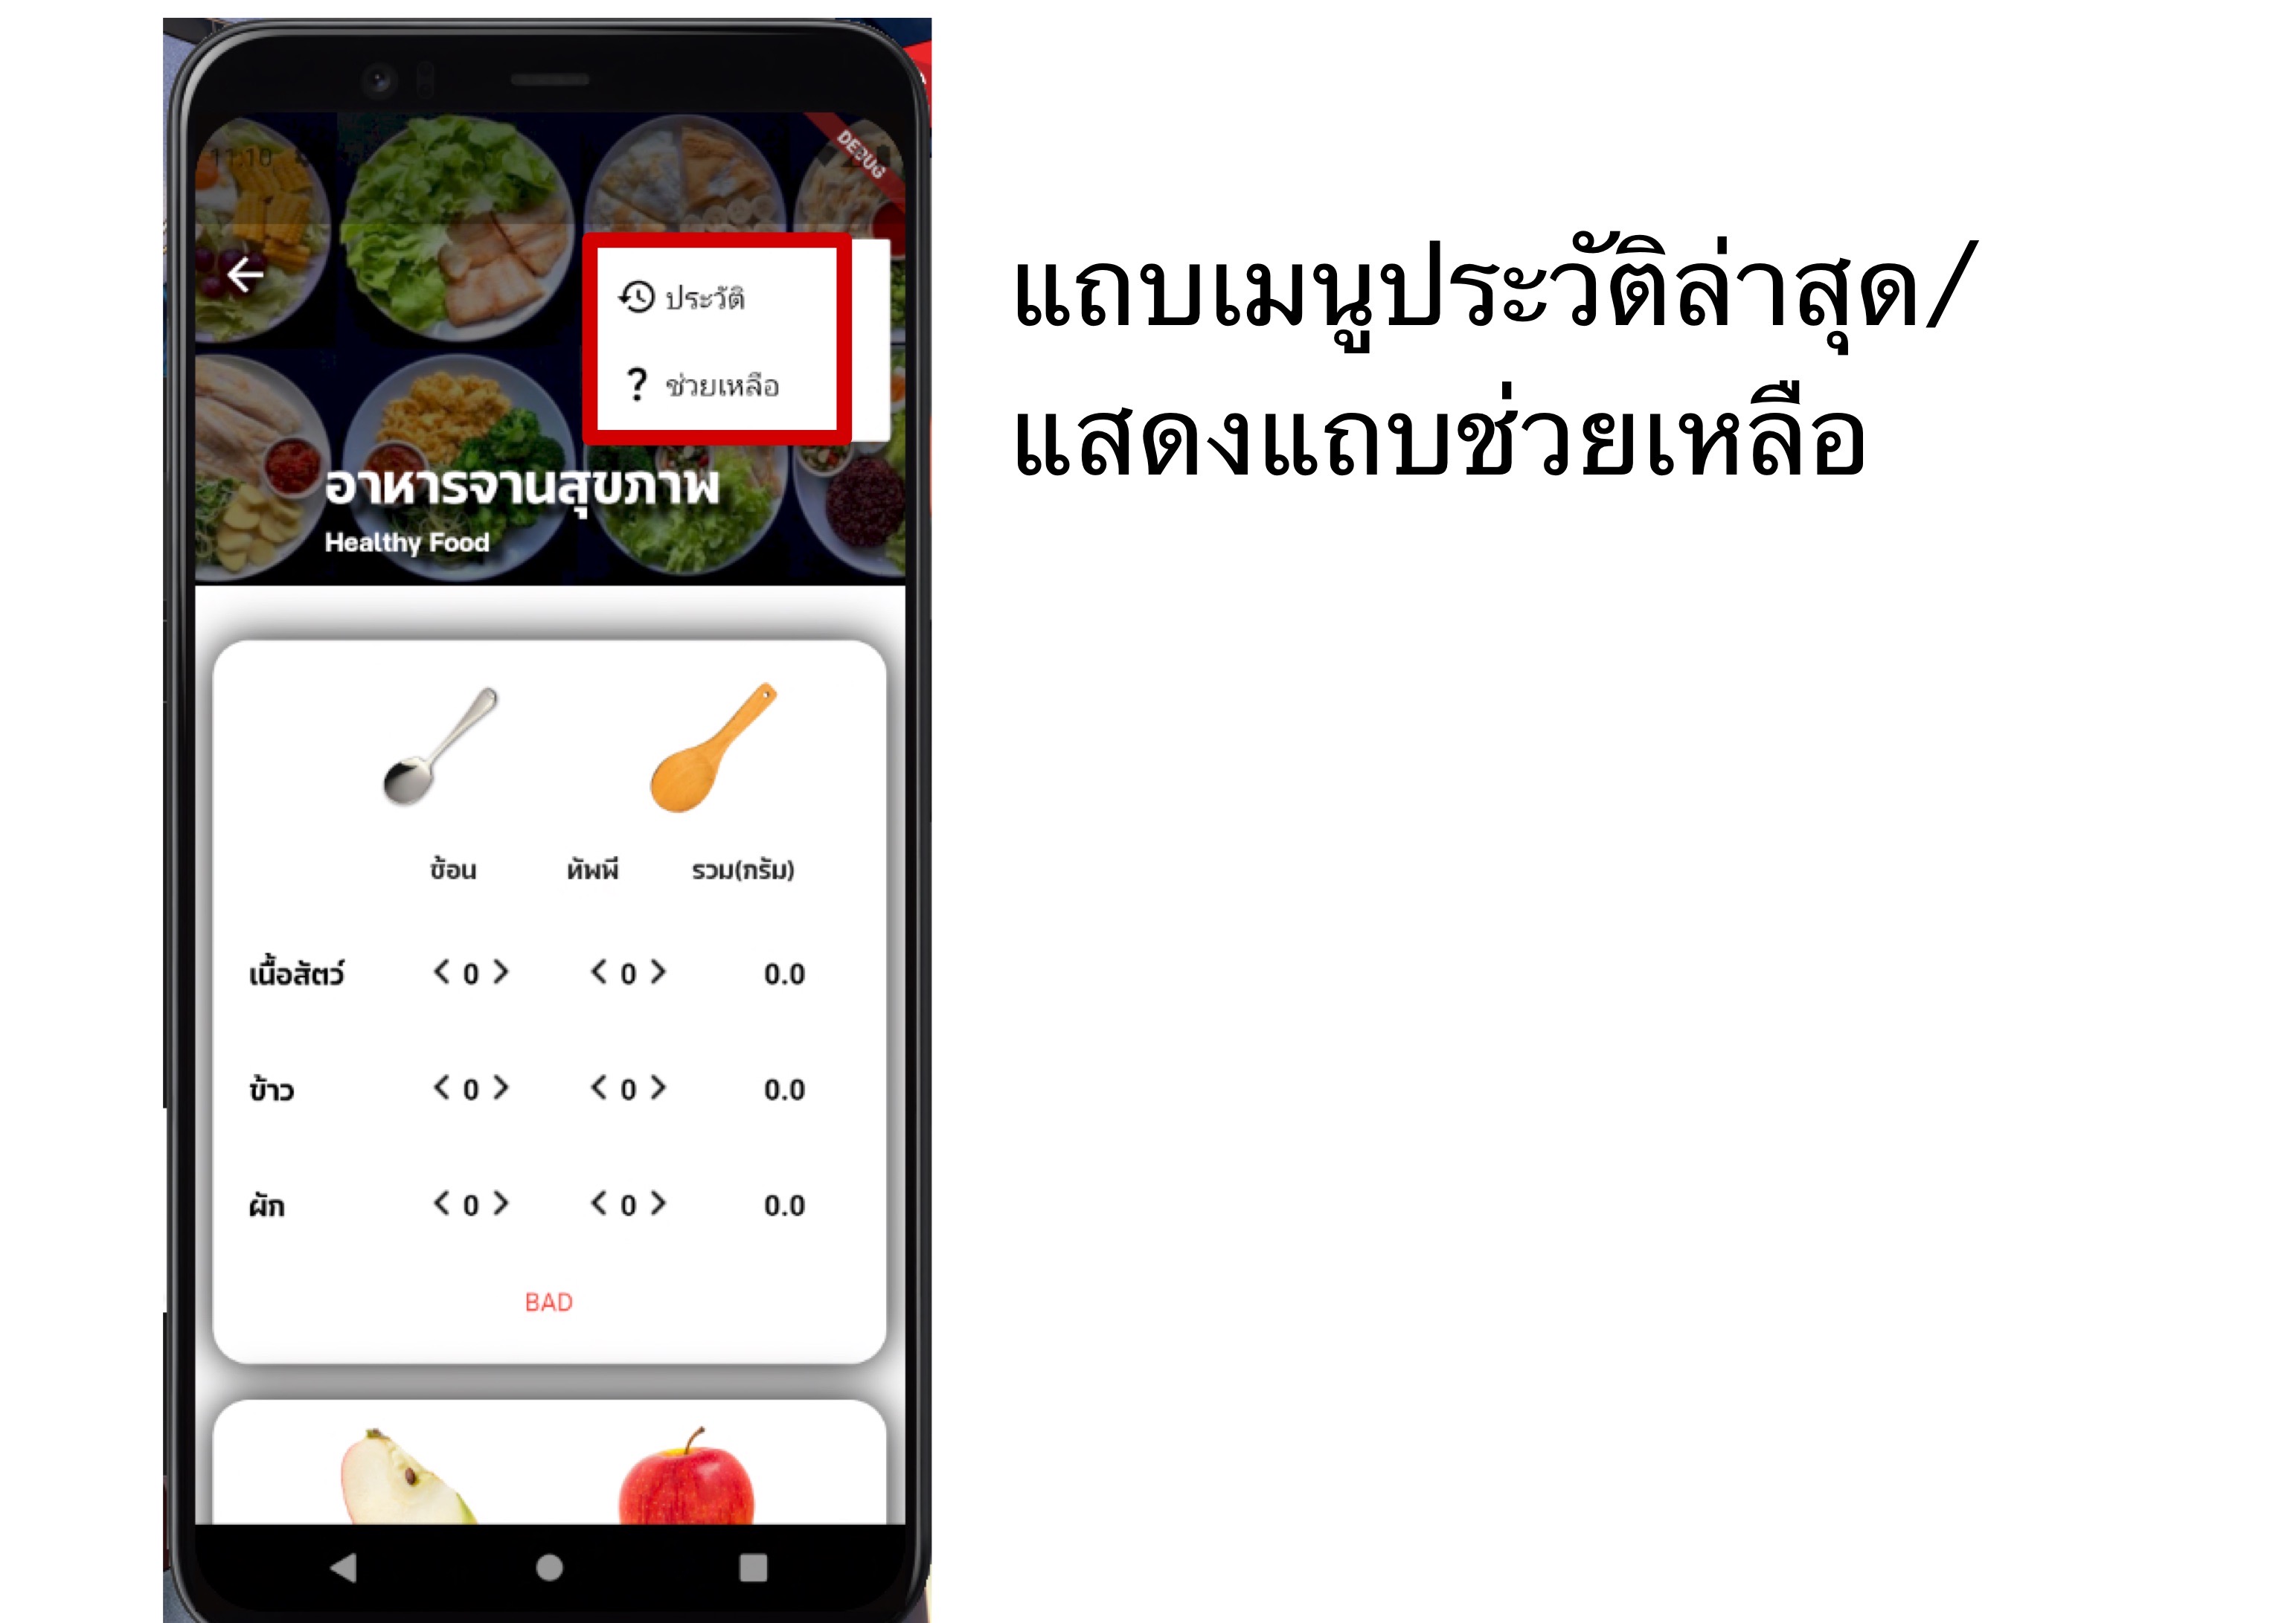 11:10
DEBUG
ประวัติ
? ช่วยเหลือ
อาหารจานสุขภาพ
Healthy Food
ช้อน ทัพพี รวม(กรัม)
เนื้อสัตว์ < 0 > < 0 > 0.0
ข้าว < 0 > < 0 > 0.0
ผัก < 0 > < 0 > 0.0
BAD
แถบเมนูประวัติล่าสุด/
แสดงแถบช่วยเหลือ